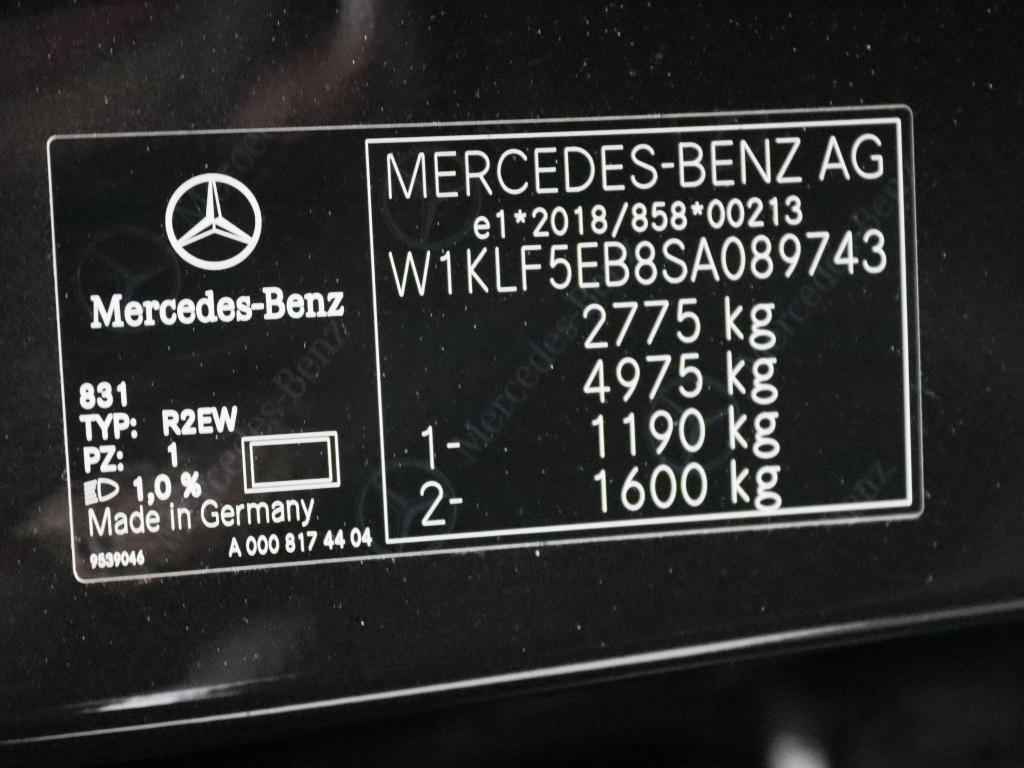 Mercedes-Benz
831
TYP: R2EW
PZ: 1
1,0 %
Made in Germany
9539046 A 000 817 44 04
MERCEDES-BENZ AG
e1*2018/858*00213
W1KLF5EB8SA089743
2775 kg
4975 kg
1- 1190 kg
2- 1600 kg